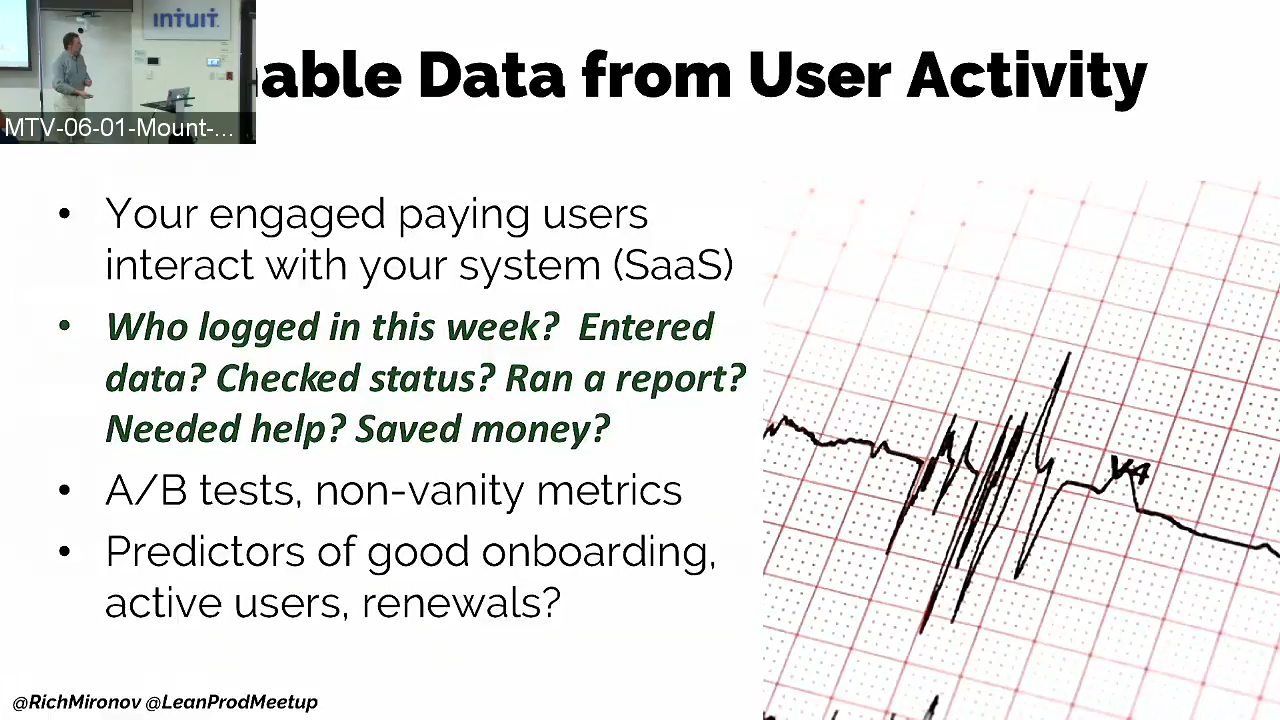 intuit.
MTV-06-01-Mount-...
able Data from User Activity
• Your engaged paying users
interact with your system (SaaS)
• Who logged in this week? Entered
data? Checked status? Ran a report?
Needed help? Saved money?
• A/B tests, non-vanity metrics
• Predictors of good onboarding,
active users, renewals?
V4
@RichMironov @LeanProdMeetup